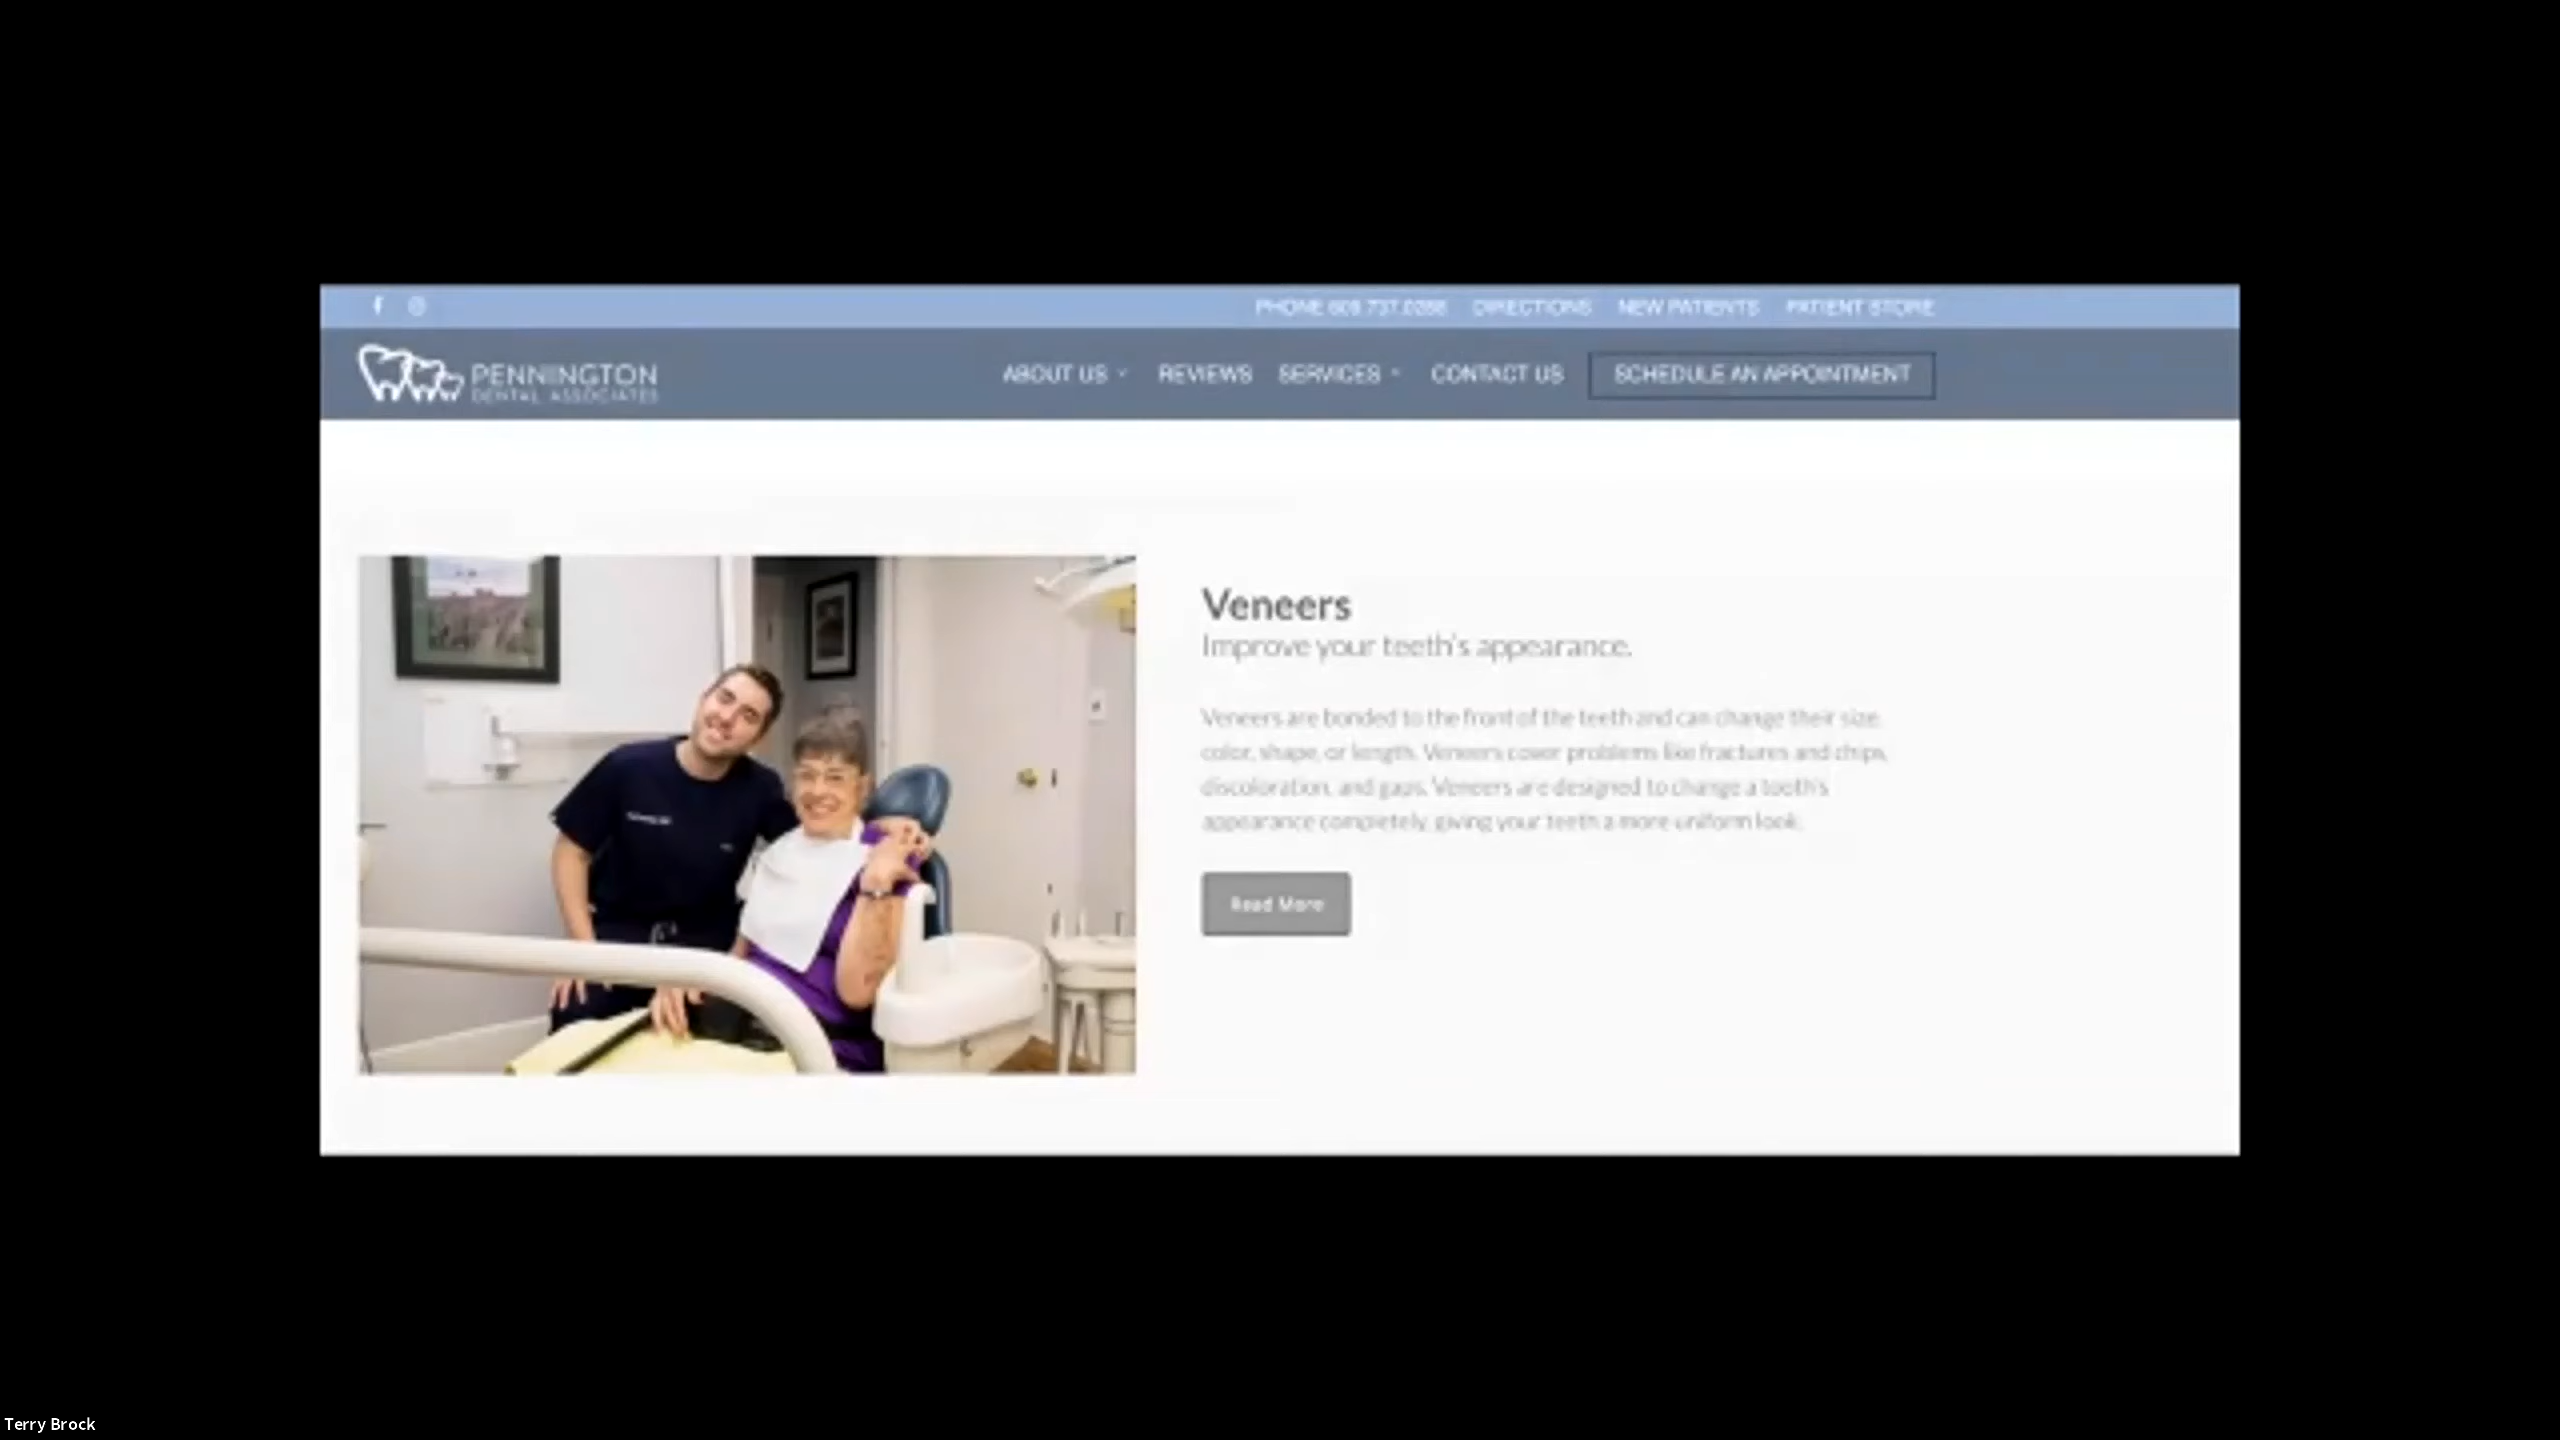 PHONE 609.737.0288 DIRECTIONS NEW PATIENTS PATIENT STORE
PENNINGTON
DENTAL ASSOCIATES
ABOUT US REVIEWS SERVICES CONTACT US SCHEDULE AN APPOINTMENT
Veneers
Improve your teeth's appearance.
Veneers are bonded to the front of the teeth and can change their size,
color, shape, or length. Veneers cover problems like fractures and chips,
discoloration, and gaps. Veneers are designed to change a tooth's
appearance completely, giving your teeth a more uniform look.
Read More
Terry Brock